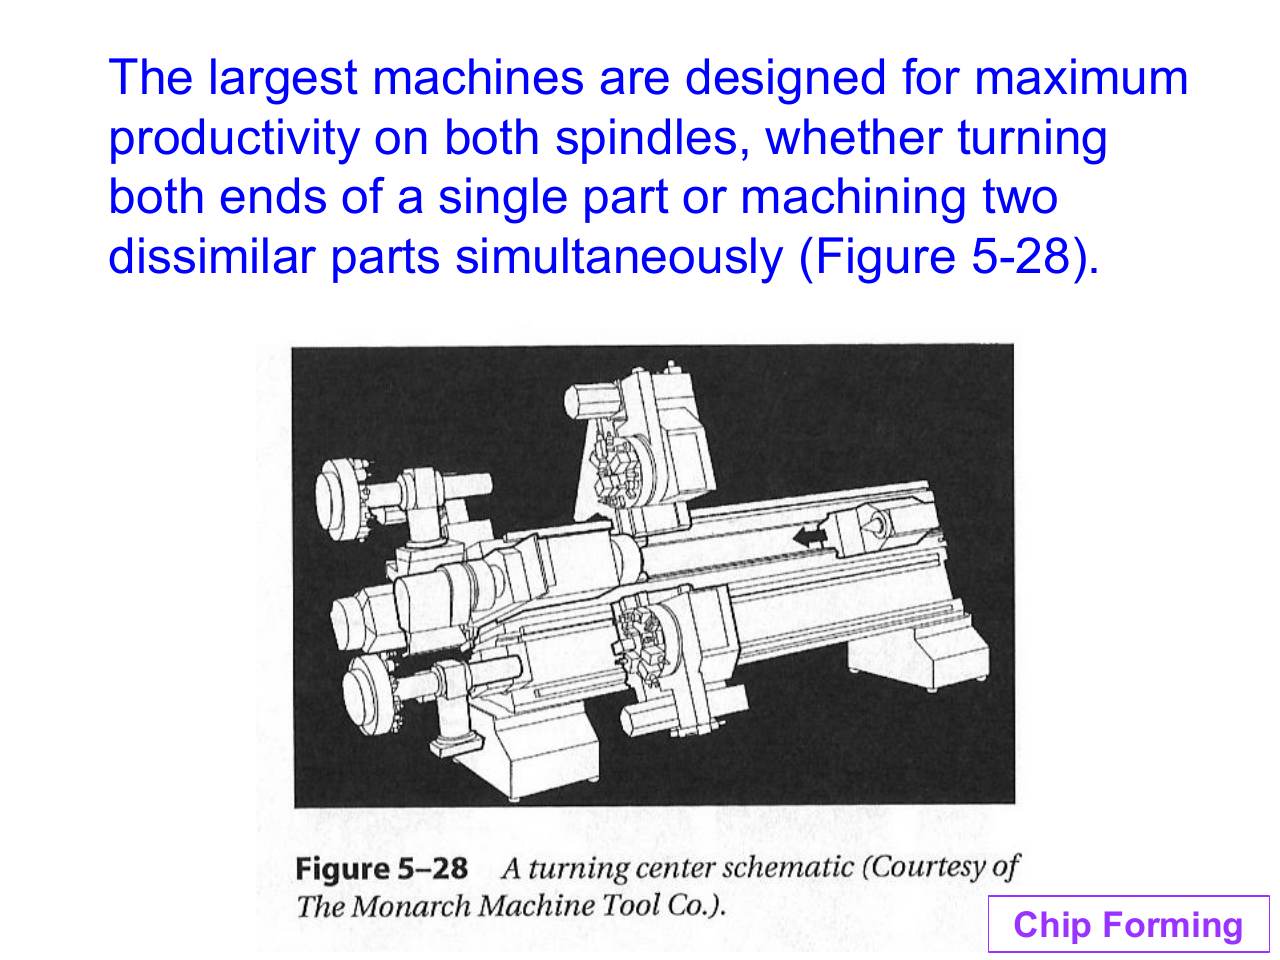 The largest machines are designed for maximum
productivity on both spindles, whether turning
both ends of a single part or machining two
dissimilar parts simultaneously (Figure 5-28).
Figure 5–28 A turning center schematic (Courtesy of
The Monarch Machine Tool Co.).
Chip Forming